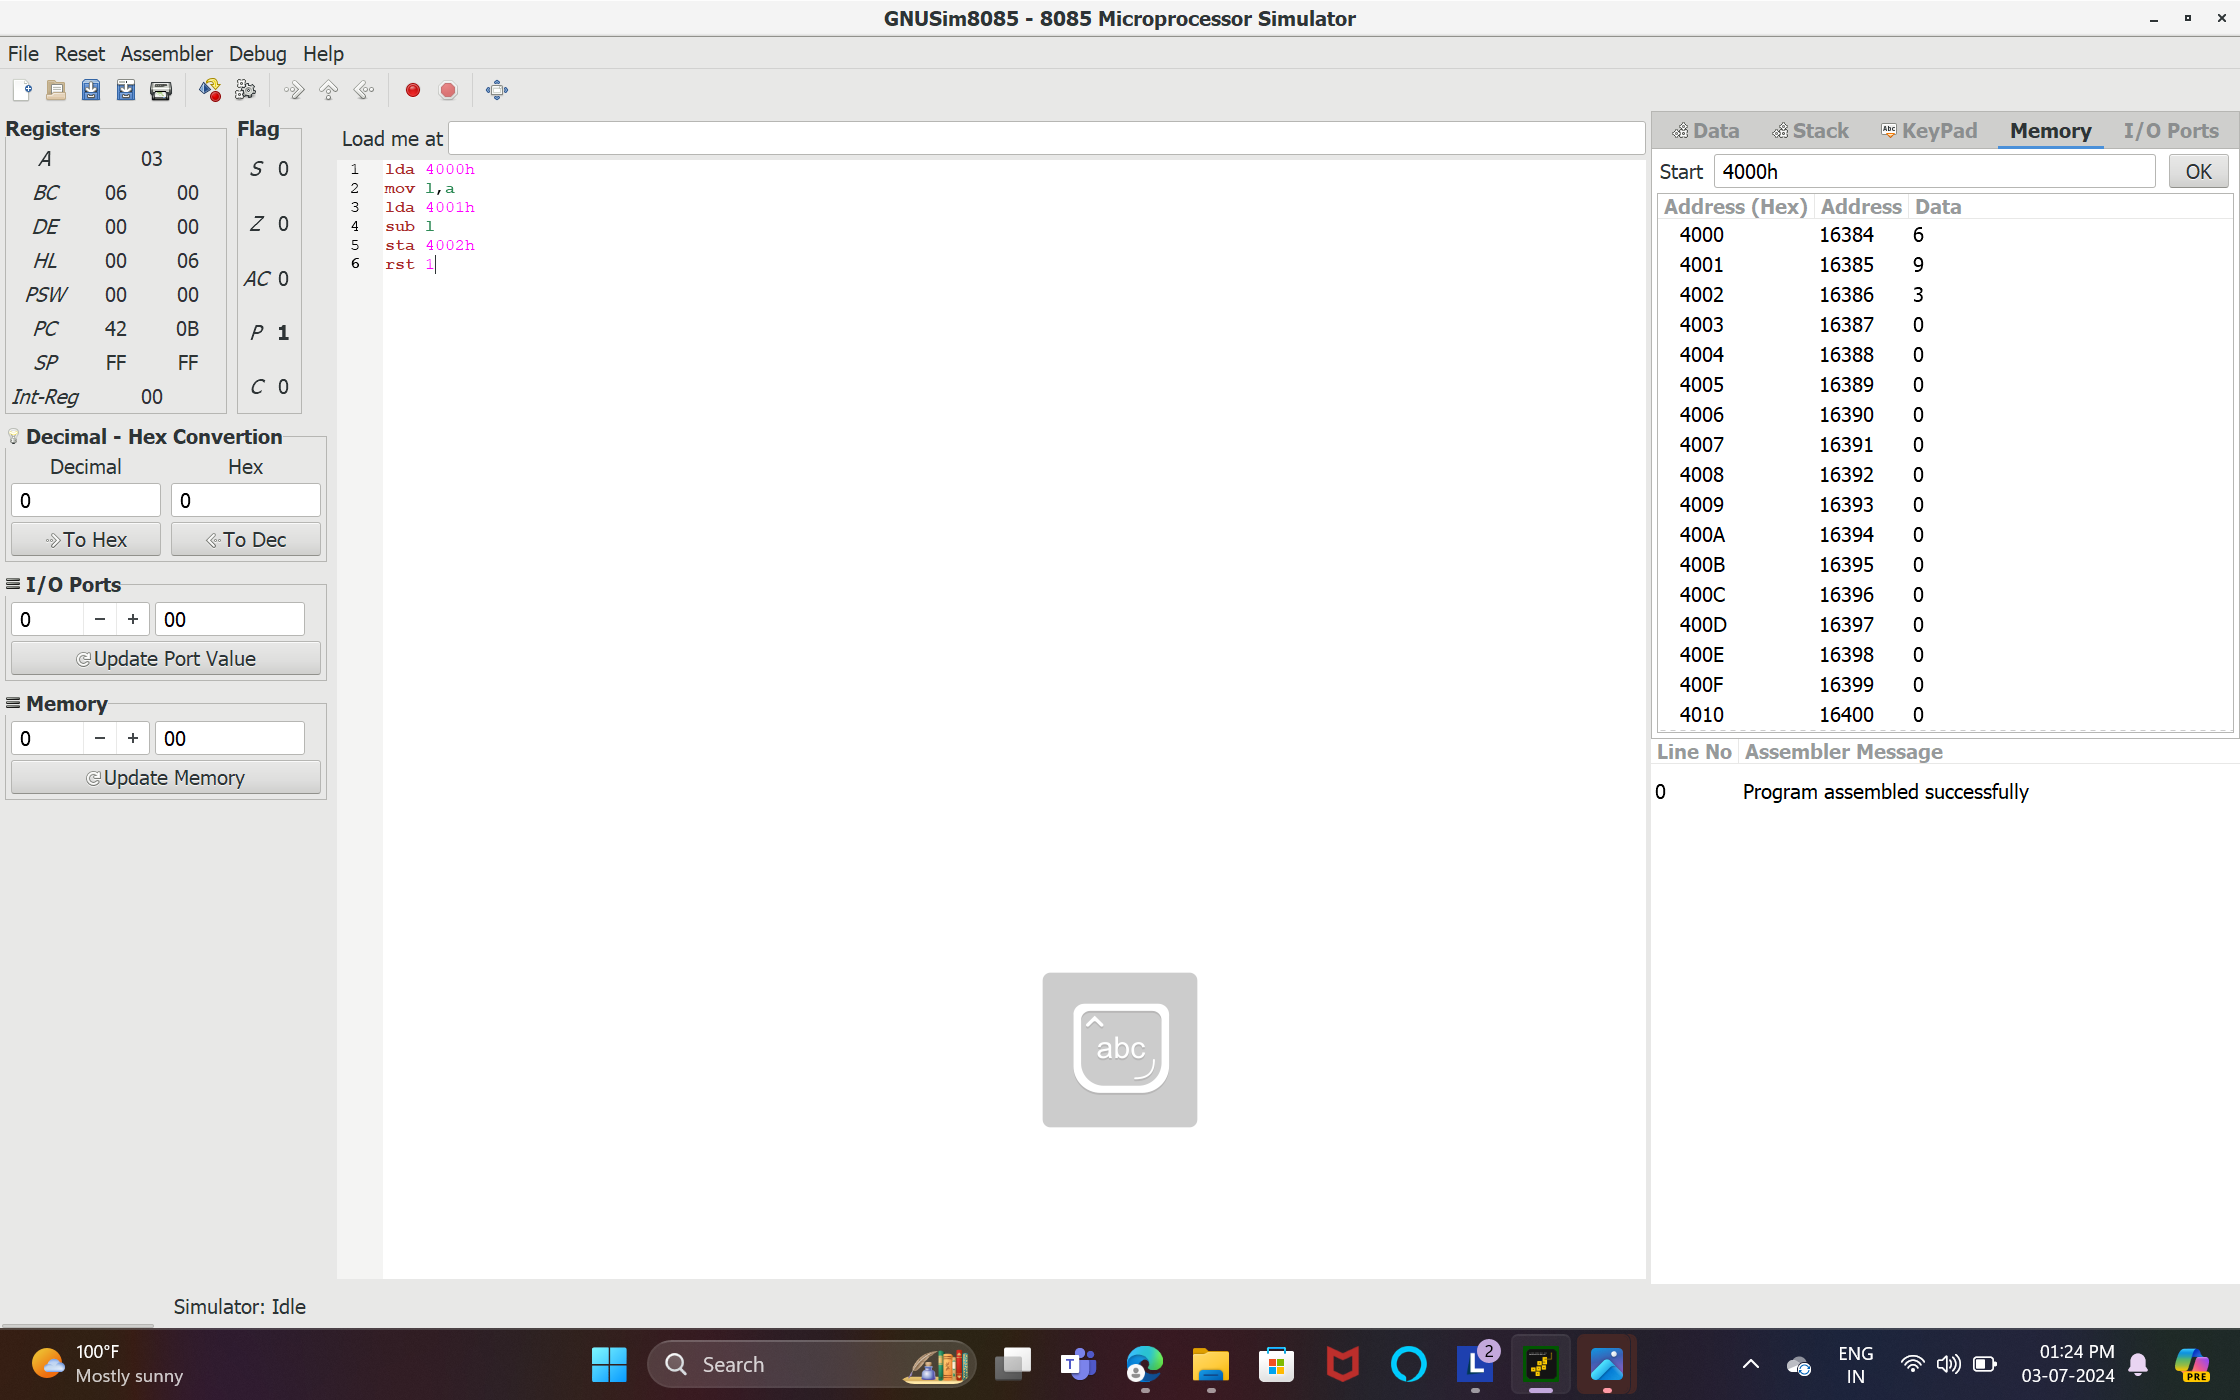 GNUSim8085 - 8085 Microprocessor Simulator
File Reset Assembler Debug Help
Registers
A 03
BC 06 00
DE 00 00
HL 00 06
PSW 00 00
PC 42 0B
SP FF FF
Int-Reg 00
Flag
S 0
Z 0
AC 0
P 1
C 0
Decimal - Hex Convertion
Decimal Hex
0 0
To Hex To Dec
I/O Ports
0 − + 00
Update Port Value
Memory
0 − + 00
Update Memory
Load me at
1 lda 4000h
2 mov l,a
3 lda 4001h
4 sub l
5 sta 4002h
6 rst 1
abc
Data Stack KeyPad Memory I/O Ports
Start 4000h OK
Address (Hex) Address Data
4000 16384 6
4001 16385 9
4002 16386 3
4003 16387 0
4004 16388 0
4005 16389 0
4006 16390 0
4007 16391 0
4008 16392 0
4009 16393 0
400A 16394 0
400B 16395 0
400C 16396 0
400D 16397 0
400E 16398 0
400F 16399 0
4010 16400 0
Line No Assembler Message
0 Program assembled successfully
Simulator: Idle
100°F
Mostly sunny
Search
T
L 2
ENG
IN
01:24 PM
03-07-2024
PRE